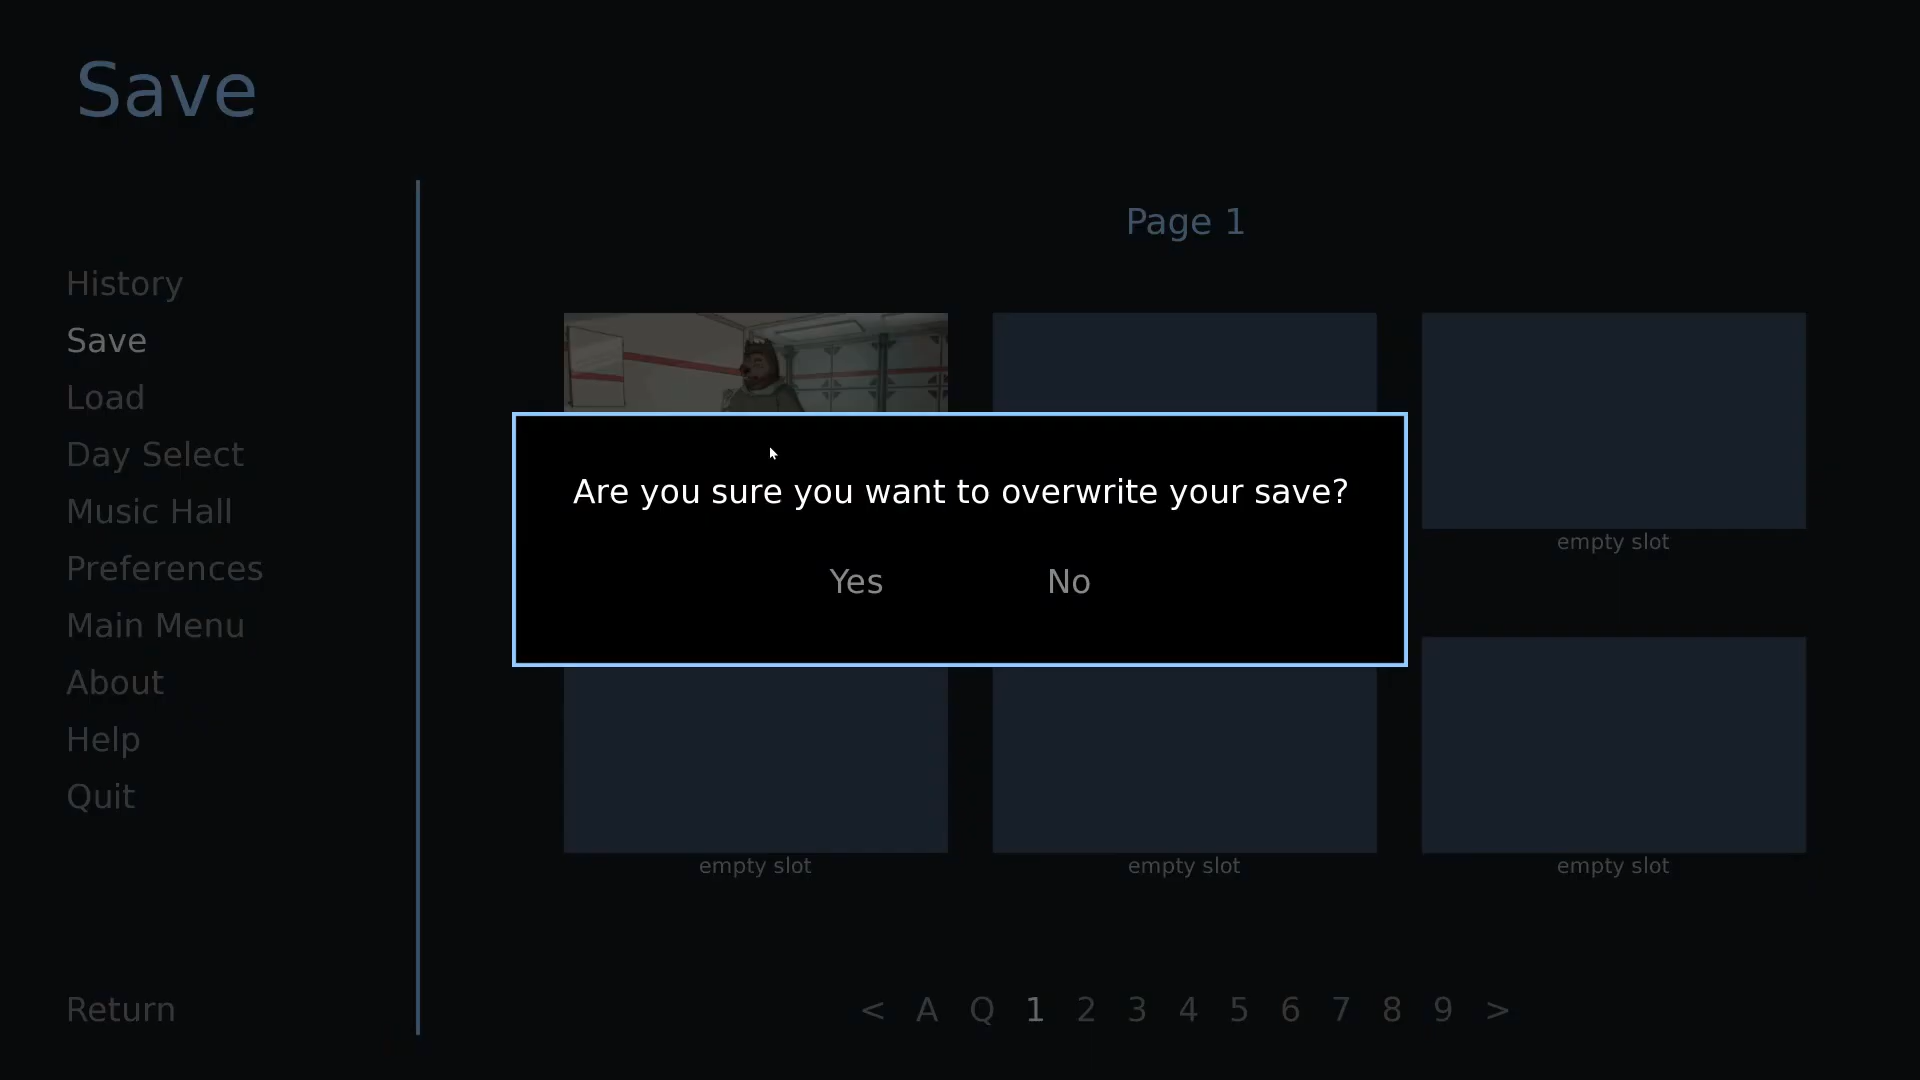 Save
Page 1
History
Save
Load
Day Select
Music Hall
Preferences
Main Menu
About
Help
Quit
Return
Are you sure you want to overwrite your save?
Yes No
empty slot
empty slot empty slot empty slot
< A Q 1 2 3 4 5 6 7 8 9 >